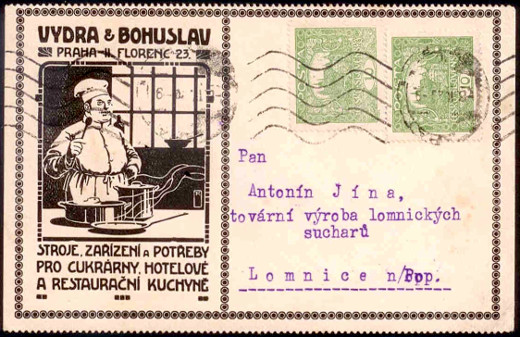 VYDRA & BOHUSLAV
PRAHA-II. FLORENC 23.
STROJE, ZAŘÍZENÍ A POTŘEBY
PRO CUKRÁRNY, HOTELOVÉ
A RESTAURAČNÍ KUCHYNĚ
Pan
Antonín Jína,
tovární výroba lomnických
sucharů
Lomnice n/Pop.